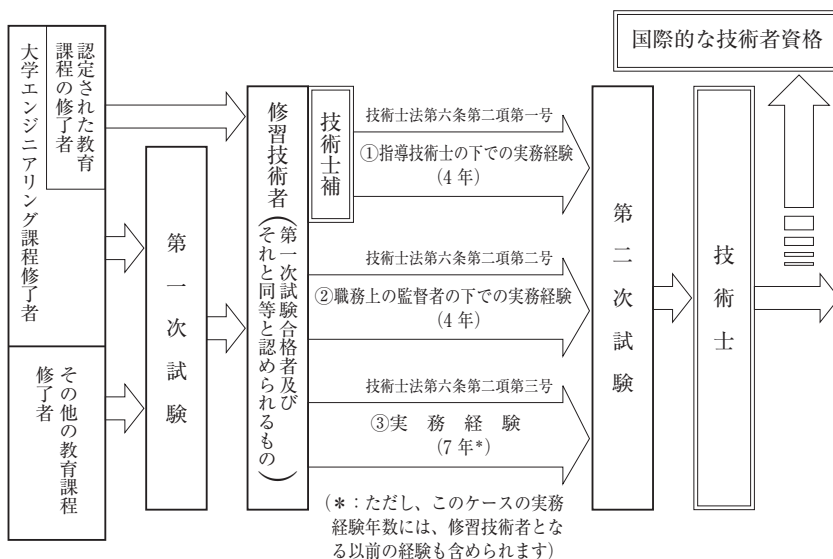 国際的な技術者資格
大学エンジニアリング課程修了者
認定された教育
課程の修了者
その他の教育課程
修了者
第一次試験
修習技術者
(第一次試験合格者及び
それと同等と認められるもの)
技術士補
技術士法第六条第二項第一号
①指導技術士の下での実務経験
(4年)
技術士法第六条第二項第二号
②職務上の監督者の下での実務経験
(4年)
技術士法第六条第二項第三号
③実務経験
(7年*)
(*:ただし、このケースの実務
経験年数には、修習技術者とな
る以前の経験も含められます)
第二次試験
技術士